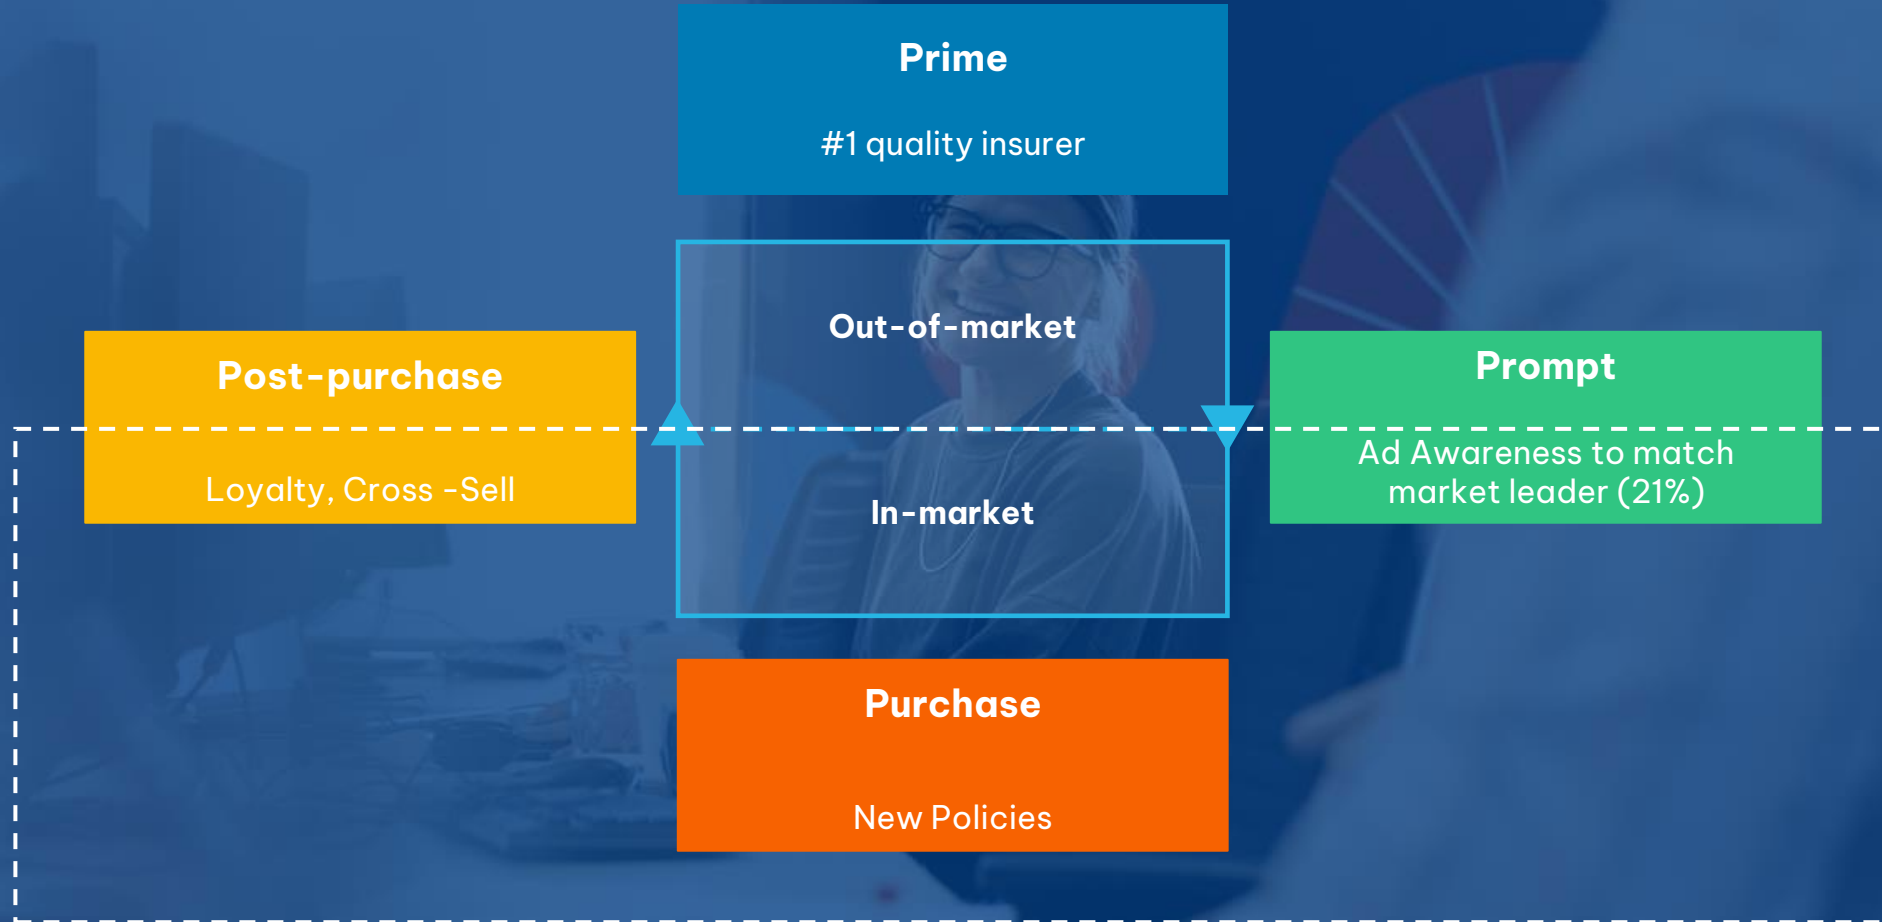 Prime
#1 quality insurer
Out-of-market
Post-purchase
Loyalty, Cross -Sell
Prompt
Ad Awareness to match
market leader (21%)
In-market
Purchase
New Policies